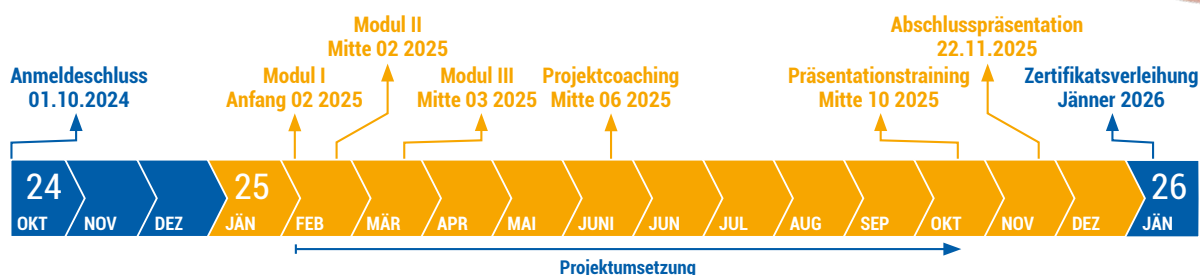 Modul II
Mitte 02 2025
Abschlusspräsentation
22.11.2025
Anmeldeschluss
01.10.2024
Modul I
Anfang 02 2025
Modul III
Mitte 03 2025
Projektcoaching
Mitte 06 2025
Präsentationstraining
Mitte 10 2025
Zertifikatsverleihung
Jänner 2026
24 25 26
OKT NOV DEZ JÄN FEB MÄR APR MAI JUNI JUN JUL AUG SEP OKT NOV DEZ JÄN
Projektumsetzung